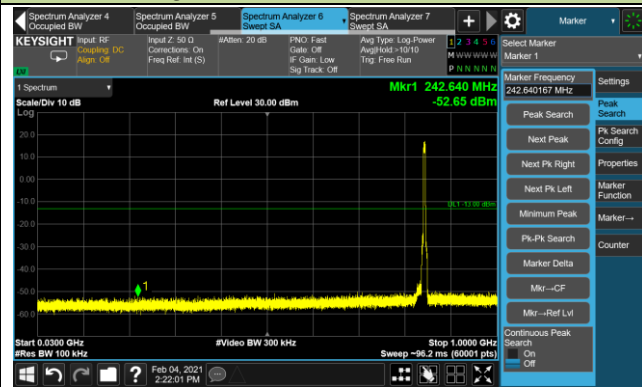 Spectrum Analyzer 4
Occupied BW
Spectrum Analyzer 5
Occupied BW
Spectrum Analyzer 6
Swept SA
Spectrum Analyzer 7
Swept SA
Marker
KEYSIGHT
Input: RF
Coupling: DC
Align: Off
Input Z: 50 Ω
Corrections: On
Freq Ref: Int (S)
#Atten: 20 dB
PNO: Fast
Gate: Off
IF Gain: Low
Sig Track: Off
Avg Type: Log-Power
Avg|Hold:>10/10
Trig: Free Run
1 2 3 4 5 6
M W W W W W
P N N N N N
Select Marker
Marker 1
1 Spectrum
Scale/Div 10 dB
Log
Ref Level 30.00 dBm
Mkr1 242.640 MHz
-52.65 dBm
20.0
10.0
0.00
-10.0
-20.0
-30.0
-40.0
-50.0
-60.0
DL1 -13.00 dBm
1
Start 0.0300 GHz
#Res BW 100 kHz
#Video BW 300 kHz
Stop 1.0000 GHz
Sweep ~96.2 ms (60001 pts)
Marker Frequency
242.640167 MHz
Peak Search
Next Peak
Next Pk Right
Next Pk Left
Minimum Peak
Pk-Pk Search
Marker Delta
Mkr→CF
Mkr→Ref Lvl
Continuous Peak
Search
On
Off
Settings
Peak
Search
Pk Search
Config
Properties
Marker
Function
Marker→
Counter
Feb 04, 2021
2:22:01 PM